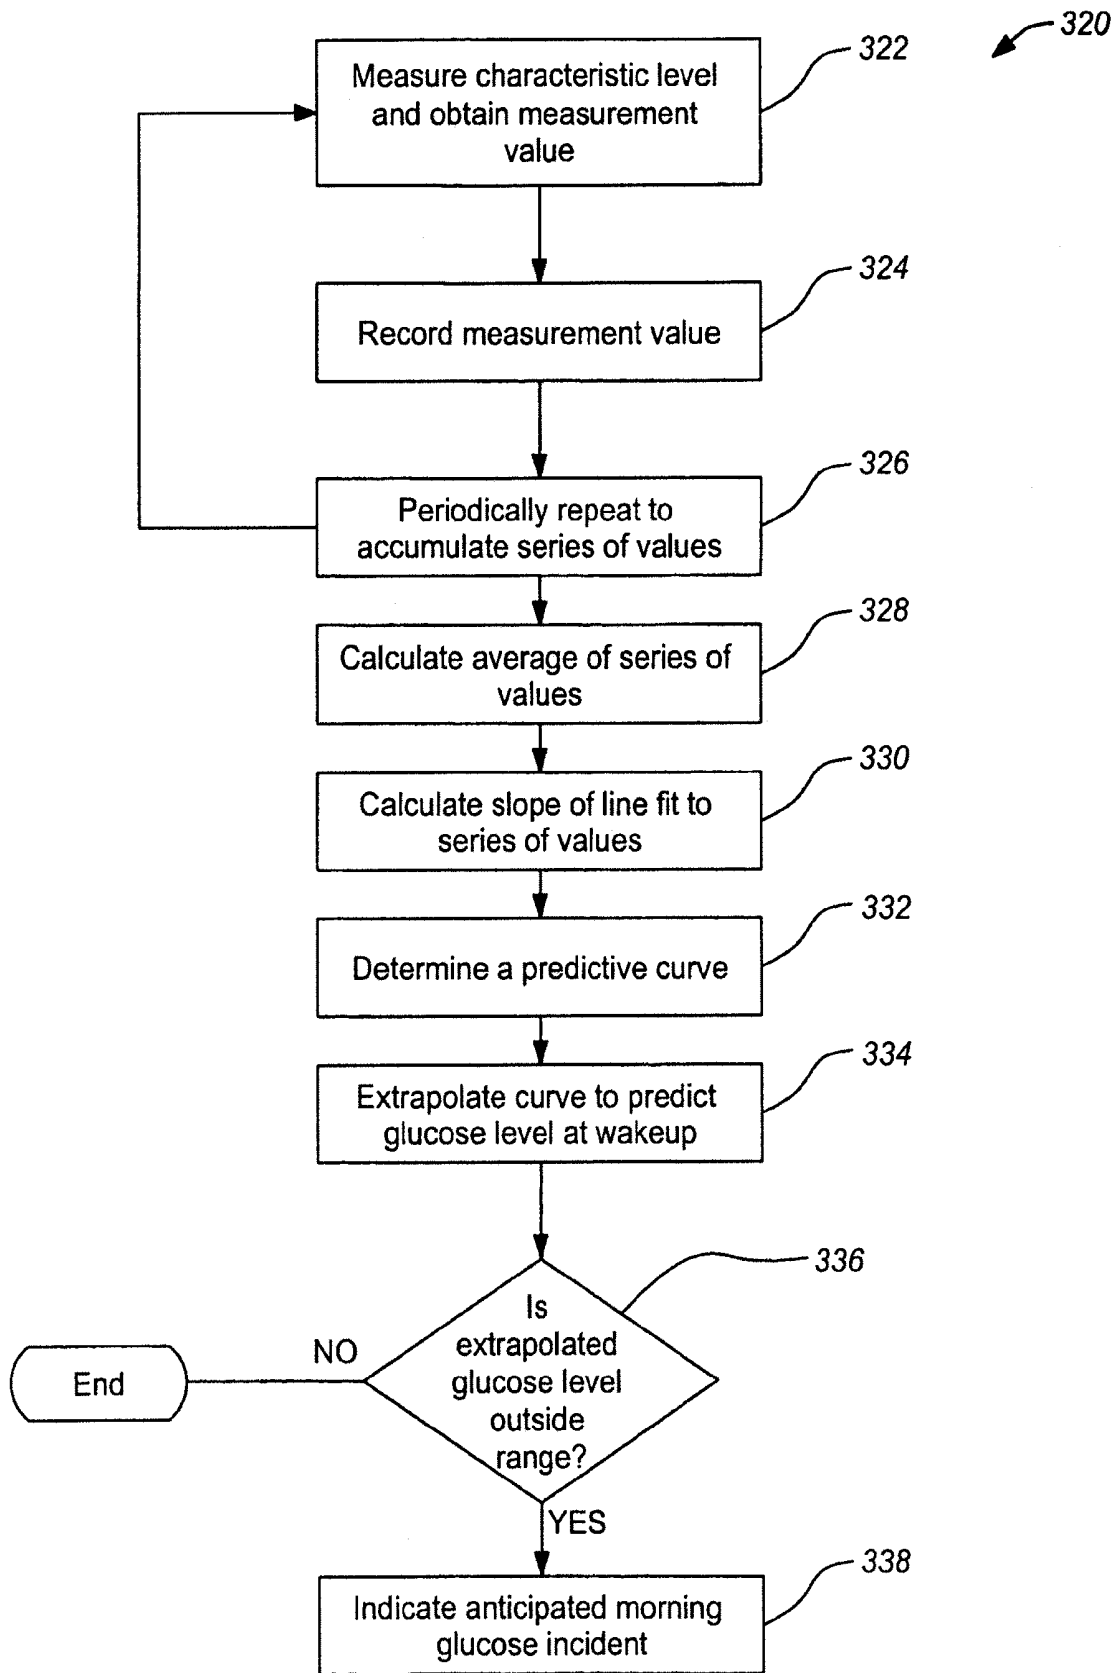 320
322
Measure characteristic level
and obtain measurement
value
324
Record measurement value
326
Periodically repeat to
accumulate series of values
328
Calculate average of series of
values
330
Calculate slope of line fit to
series of values
332
Determine a predictive curve
334
Extrapolate curve to predict
glucose level at wakeup
336
Is
extrapolated
glucose level
outside
range?
NO
End
YES
338
Indicate anticipated morning
glucose incident